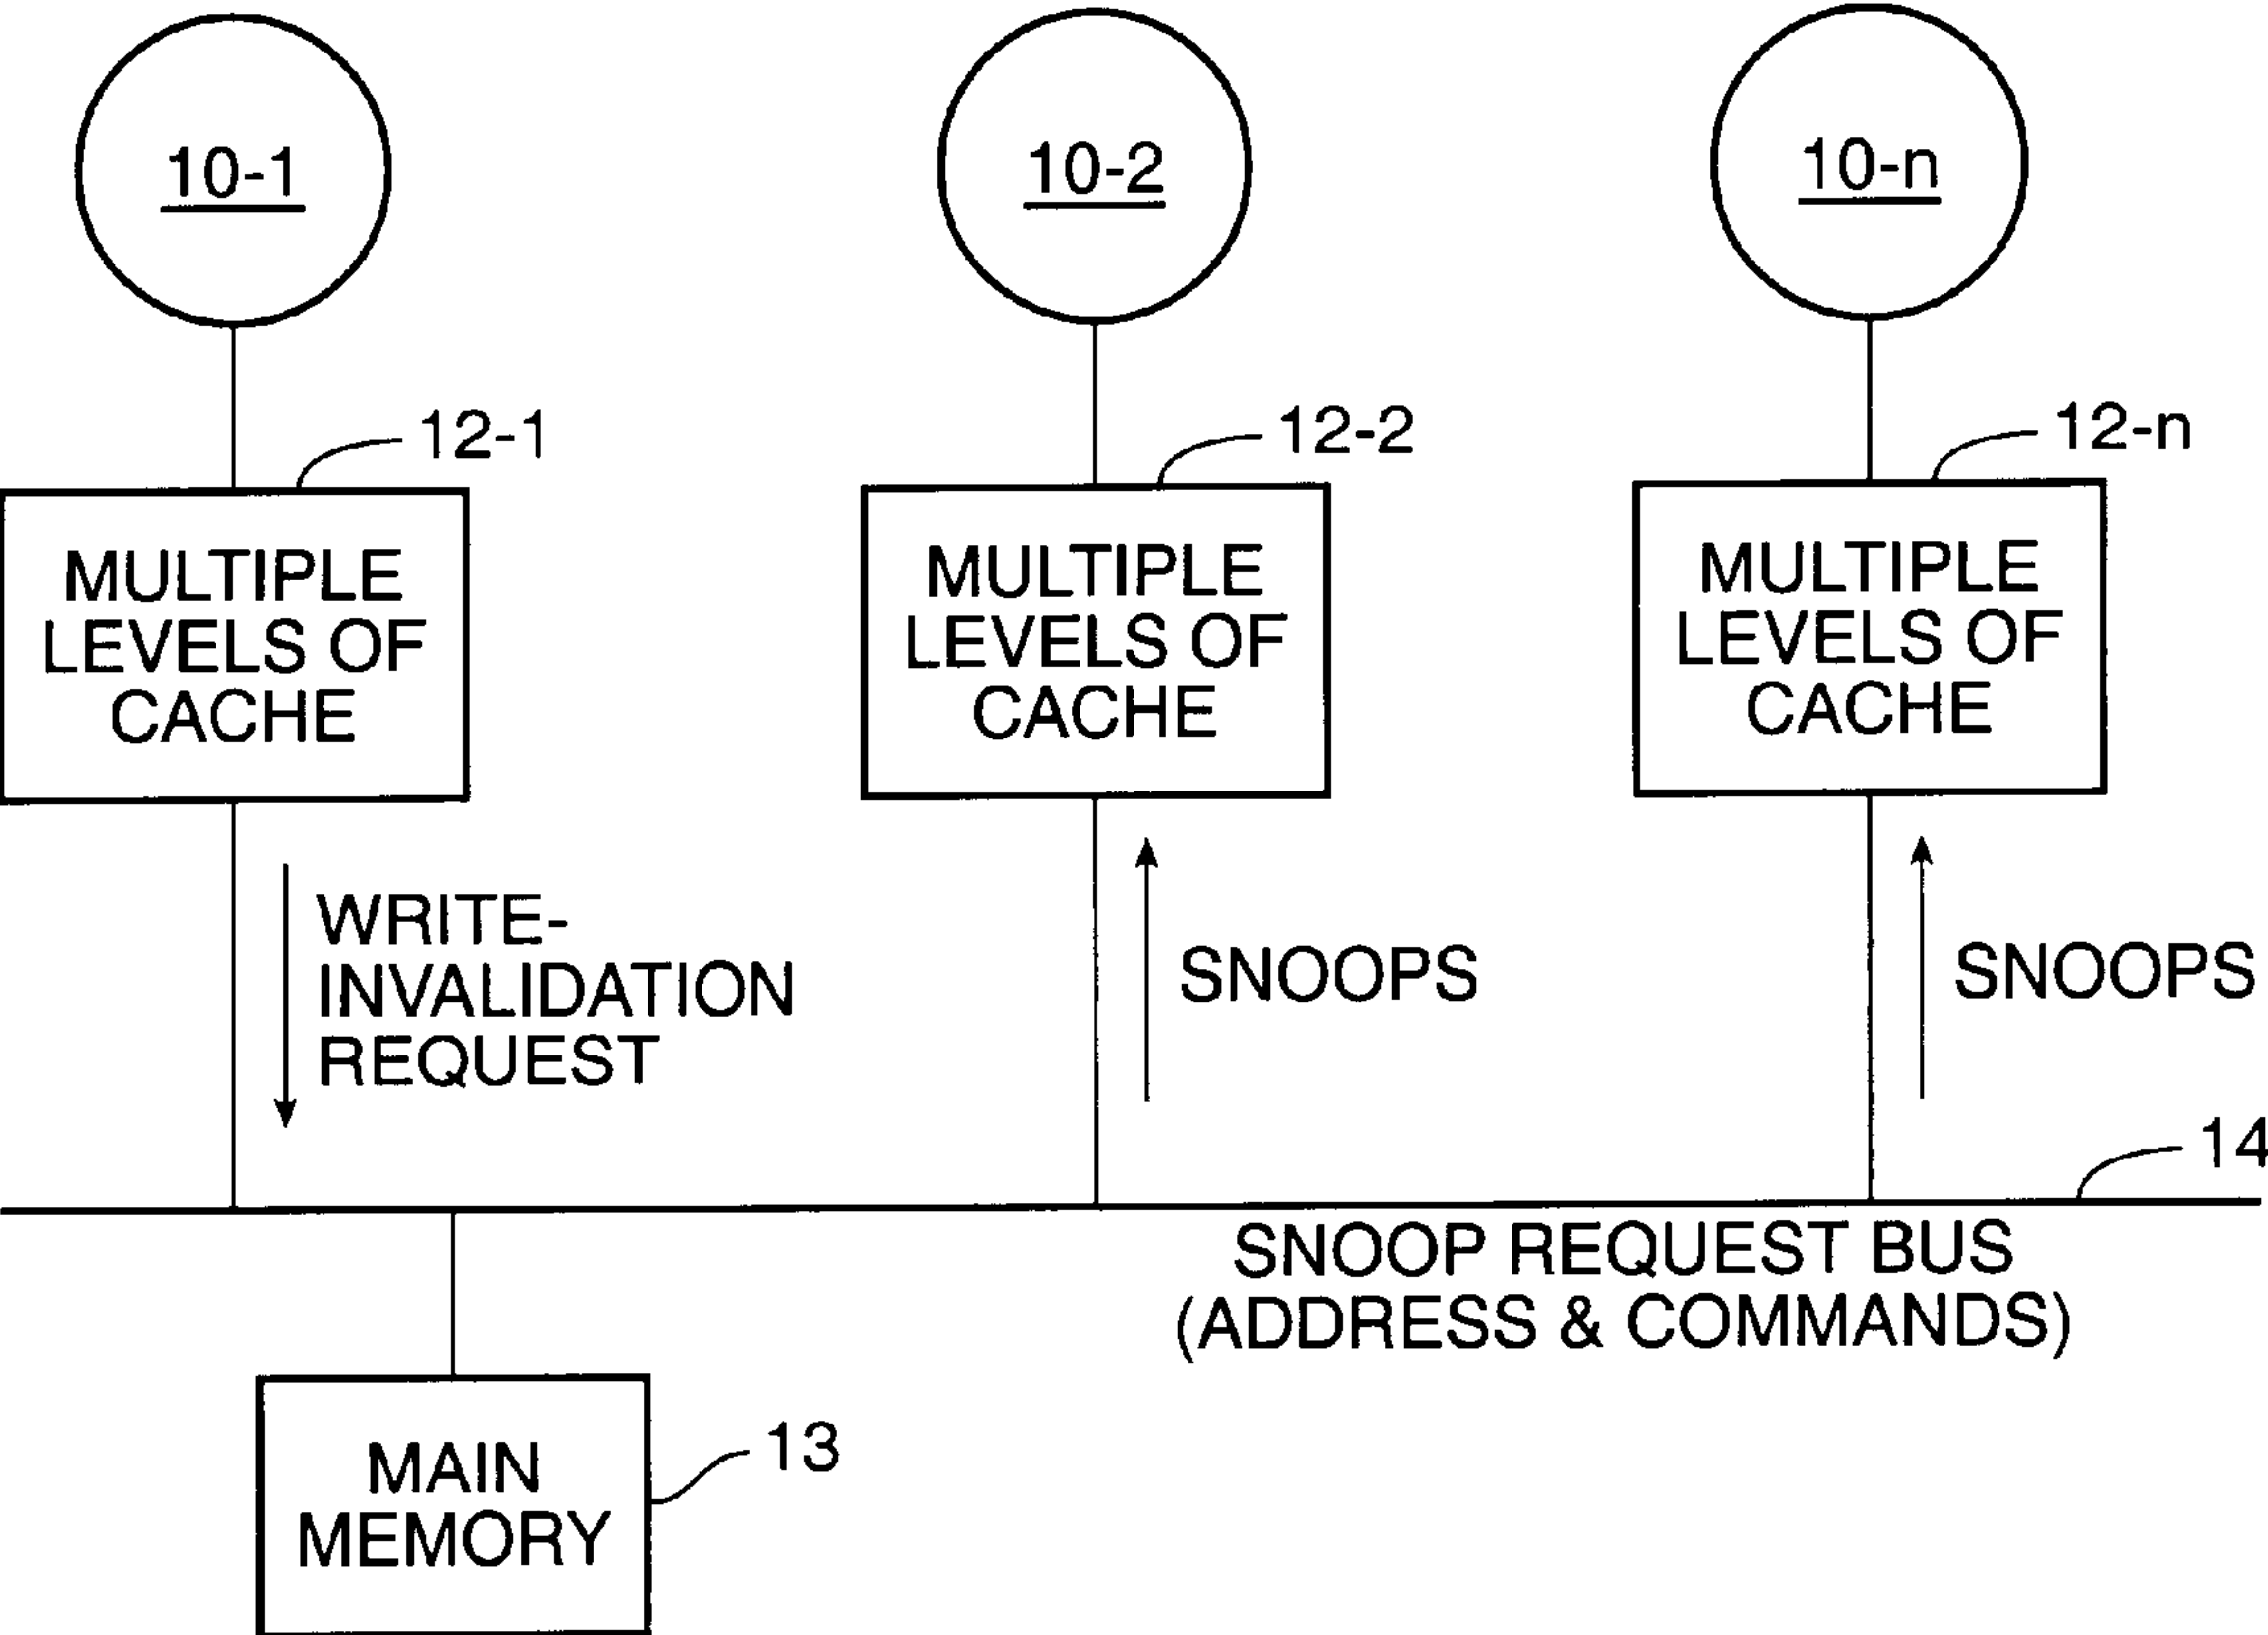 10-1
10-2
10-n
12-1
12-2
12-n
MULTIPLE
LEVELS OF
CACHE
MULTIPLE
LEVELS OF
CACHE
MULTIPLE
LEVELS OF
CACHE
WRITE-
INVALIDATION
REQUEST
SNOOPS
SNOOPS
14
SNOOP REQUEST BUS
(ADDRESS & COMMANDS)
MAIN
MEMORY
13